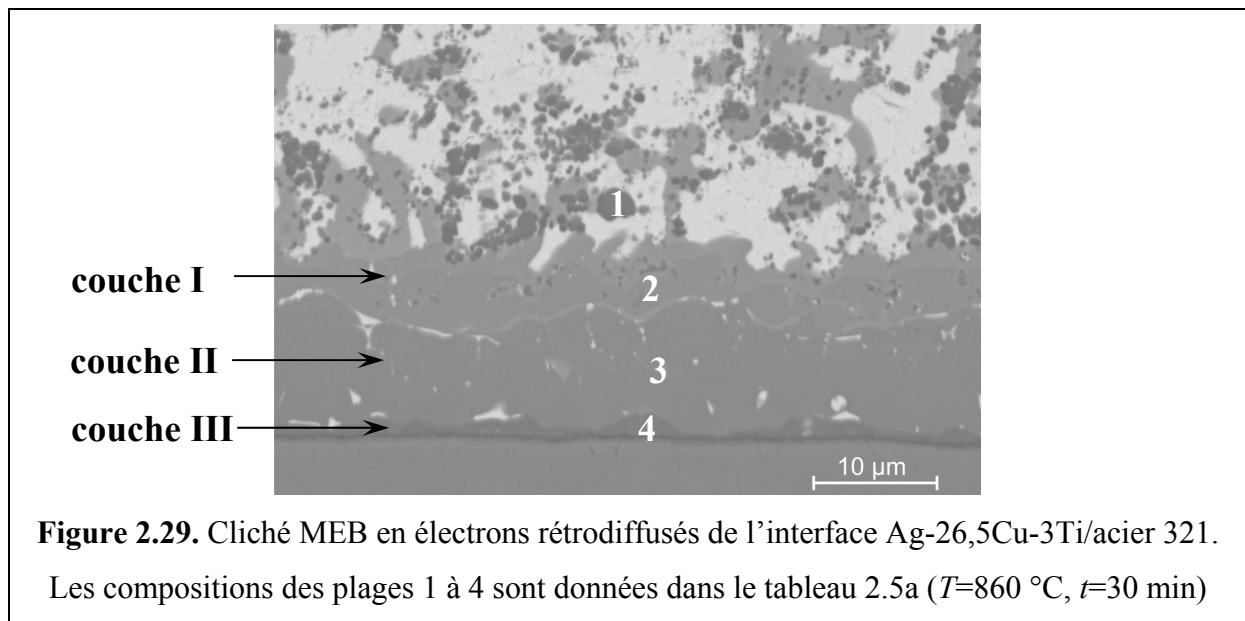 1
couche I
2
couche II
3
couche III
4
10 µm
Figure 2.29. Cliché MEB en électrons rétrodiffusés de l’interface Ag-26,5Cu-3Ti/acier 321.
Les compositions des plages 1 à 4 sont données dans le tableau 2.5a (T=860 °C, t=30 min)